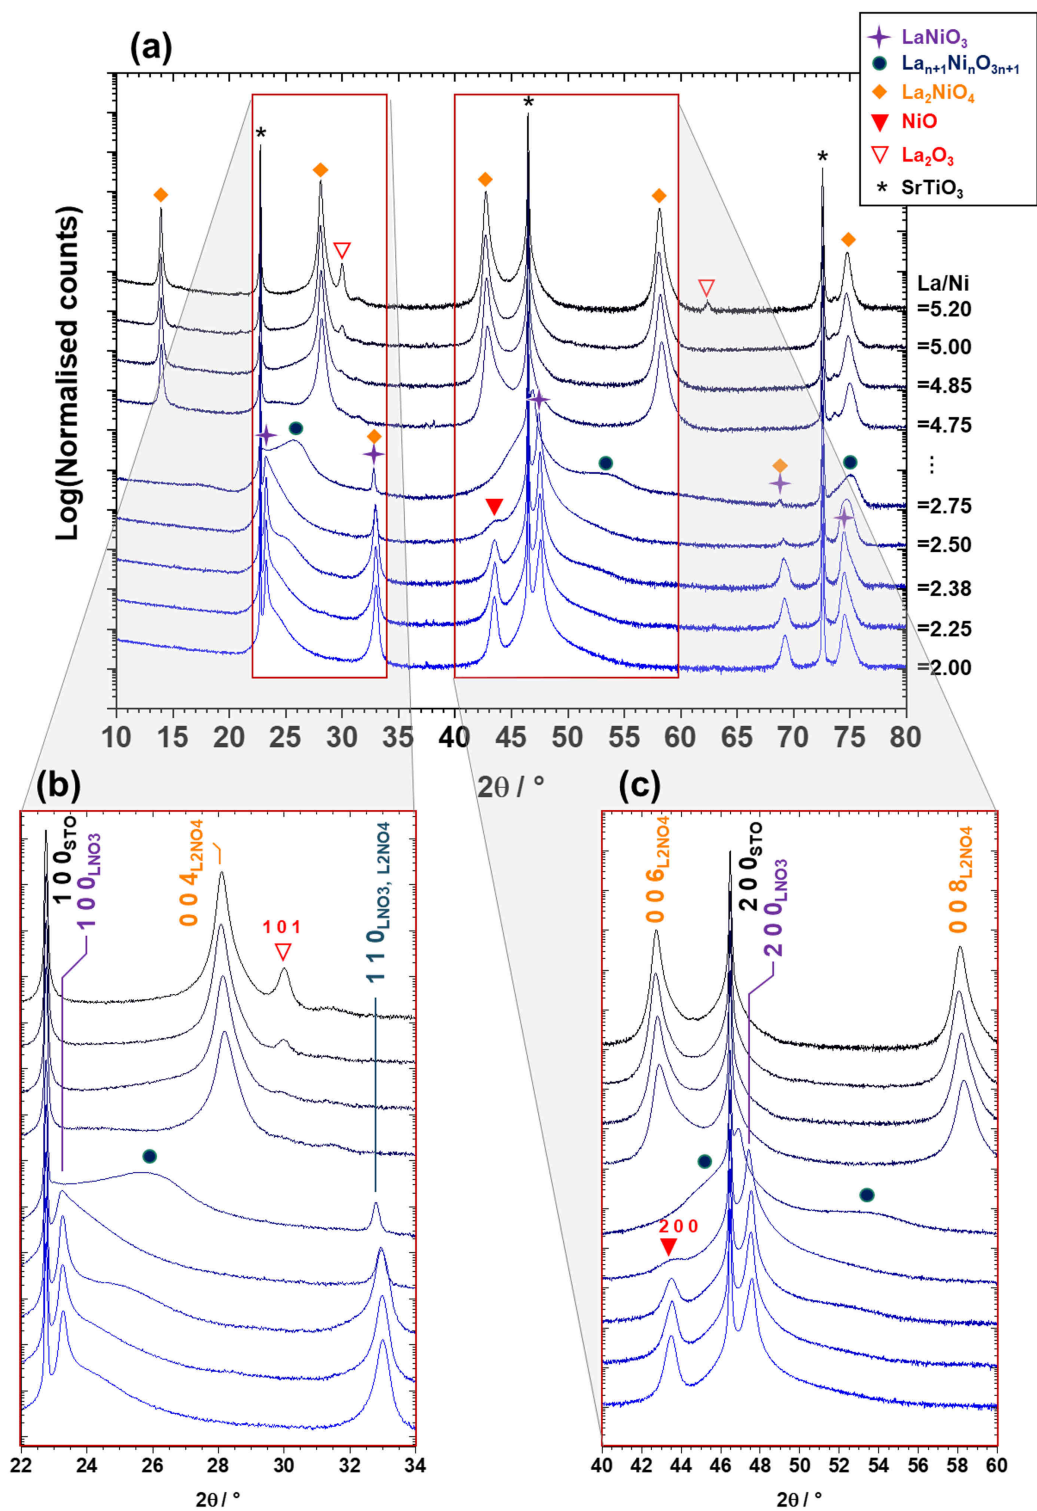 (a)
LaNiO₃
Laₙ₊₁NiₙO₃ₙ₊₁
La₂NiO₄
NiO
La₂O₃
* SrTiO₃
Log(Normalised counts)
* * *
La/Ni
=5.20
=5.00
=4.85
=4.75
⋮
=2.75
=2.50
=2.38
=2.25
=2.00
10 15 20 25 30 35 40 45 50 55 60 65 70 75 80
2θ / °
(b)
1 0 0STO
1 0 0LNO3
0 0 4L2NO4
1 0 1
1 1 0LNO3, L2NO4
22 24 26 28 30 32 34
2θ / °
(c)
0 0 6L2NO4
2 0 0STO
2 0 0LNO3
0 0 8L2NO4
2 0 0
40 42 44 46 48 50 52 54 56 58 60
2θ / °